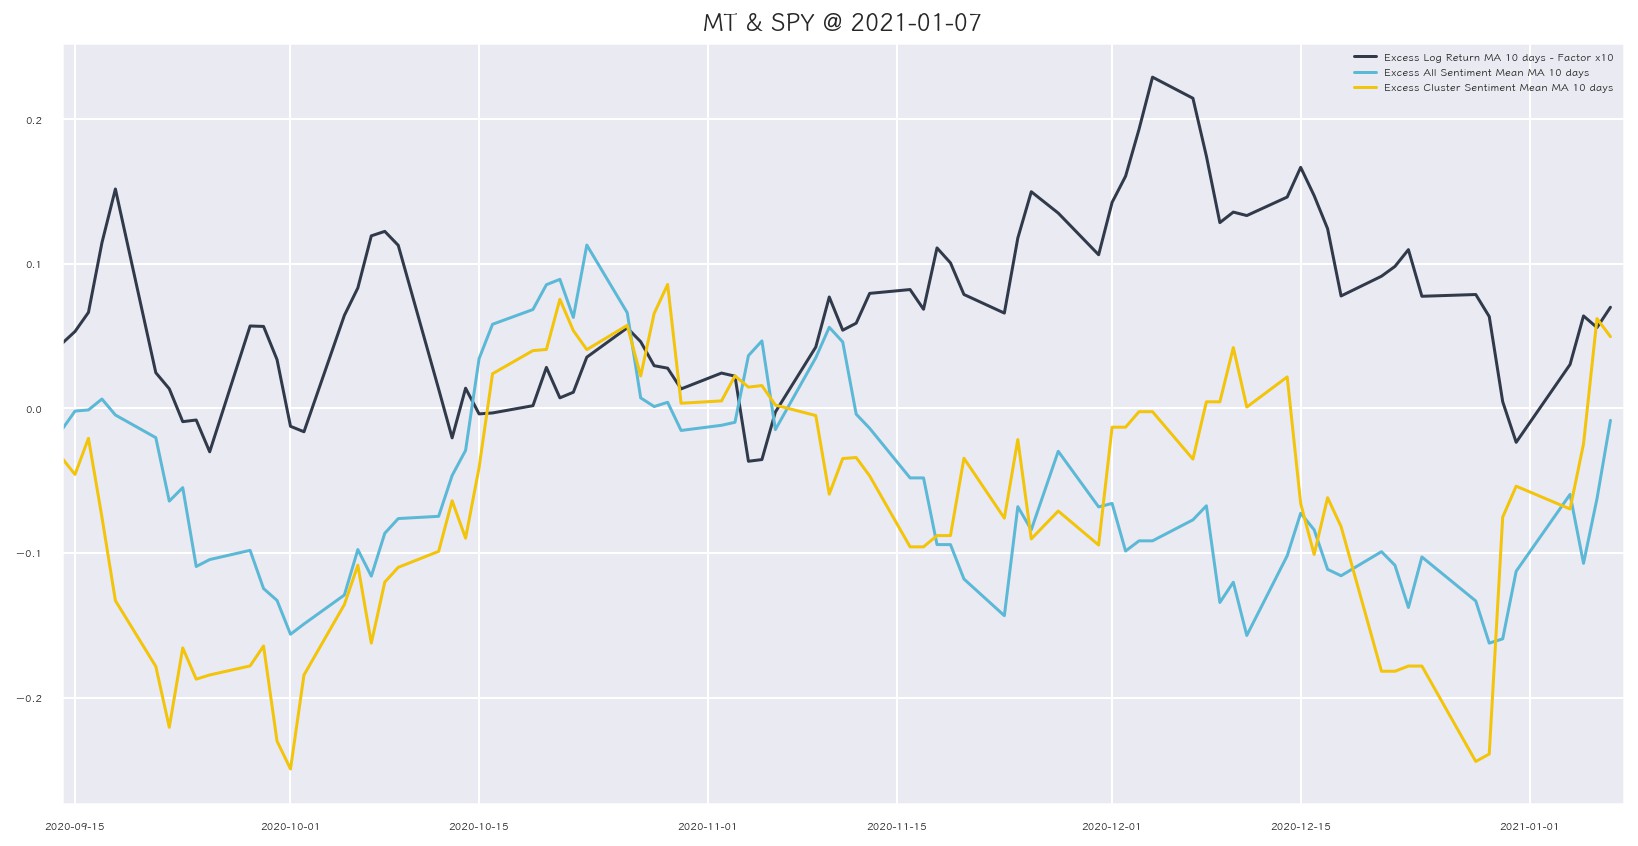 MT & SPY @ 2021-01-07
Excess Log Return MA 10 days - Factor x10
Excess All Sentiment Mean MA 10 days
Excess Cluster Sentiment Mean MA 10 days
0.2
0.1
0.0
−0.1
−0.2
2020-09-15 2020-10-01 2020-10-15 2020-11-01 2020-11-15 2020-12-01 2020-12-15 2021-01-01